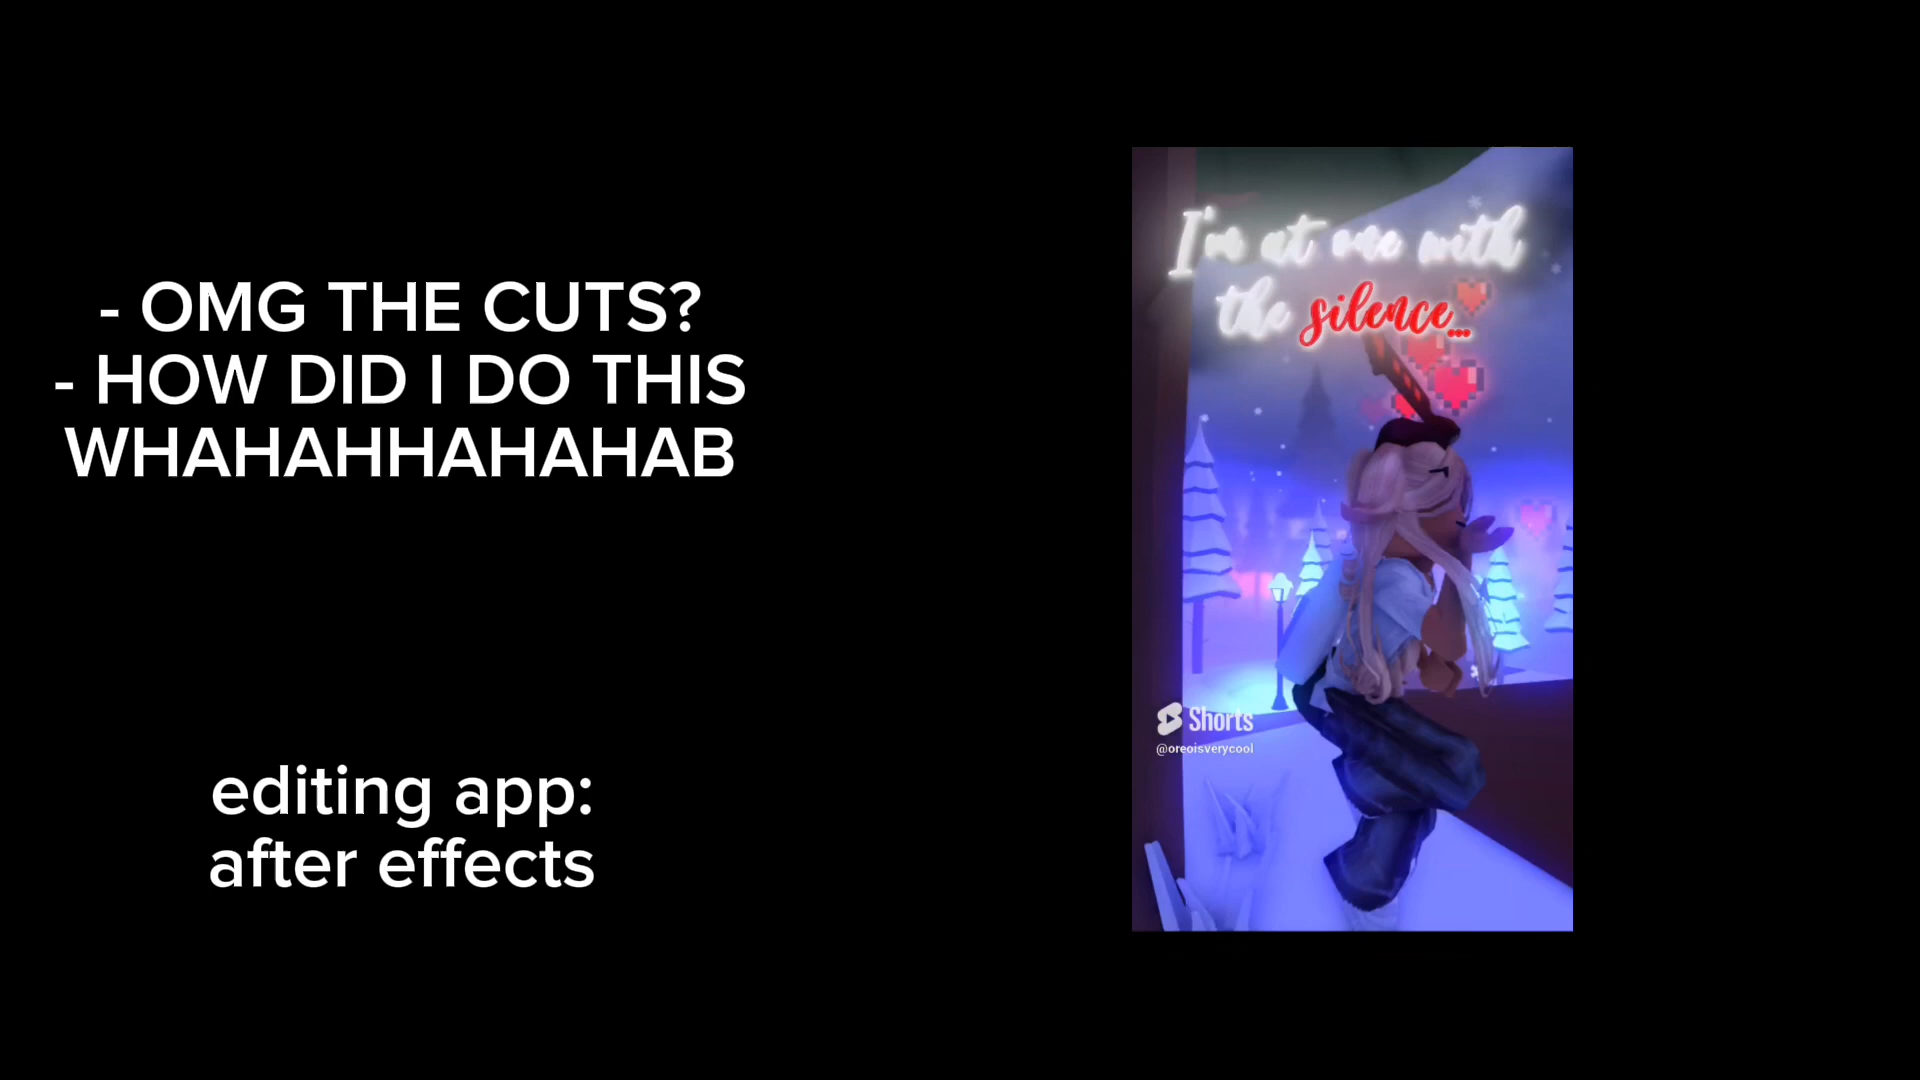 - OMG THE CUTS?
- HOW DID I DO THIS
WHAHAHHAHAHAB
editing app:
after effects
I'm at one with
the silence...
Shorts
@oreoisverycool